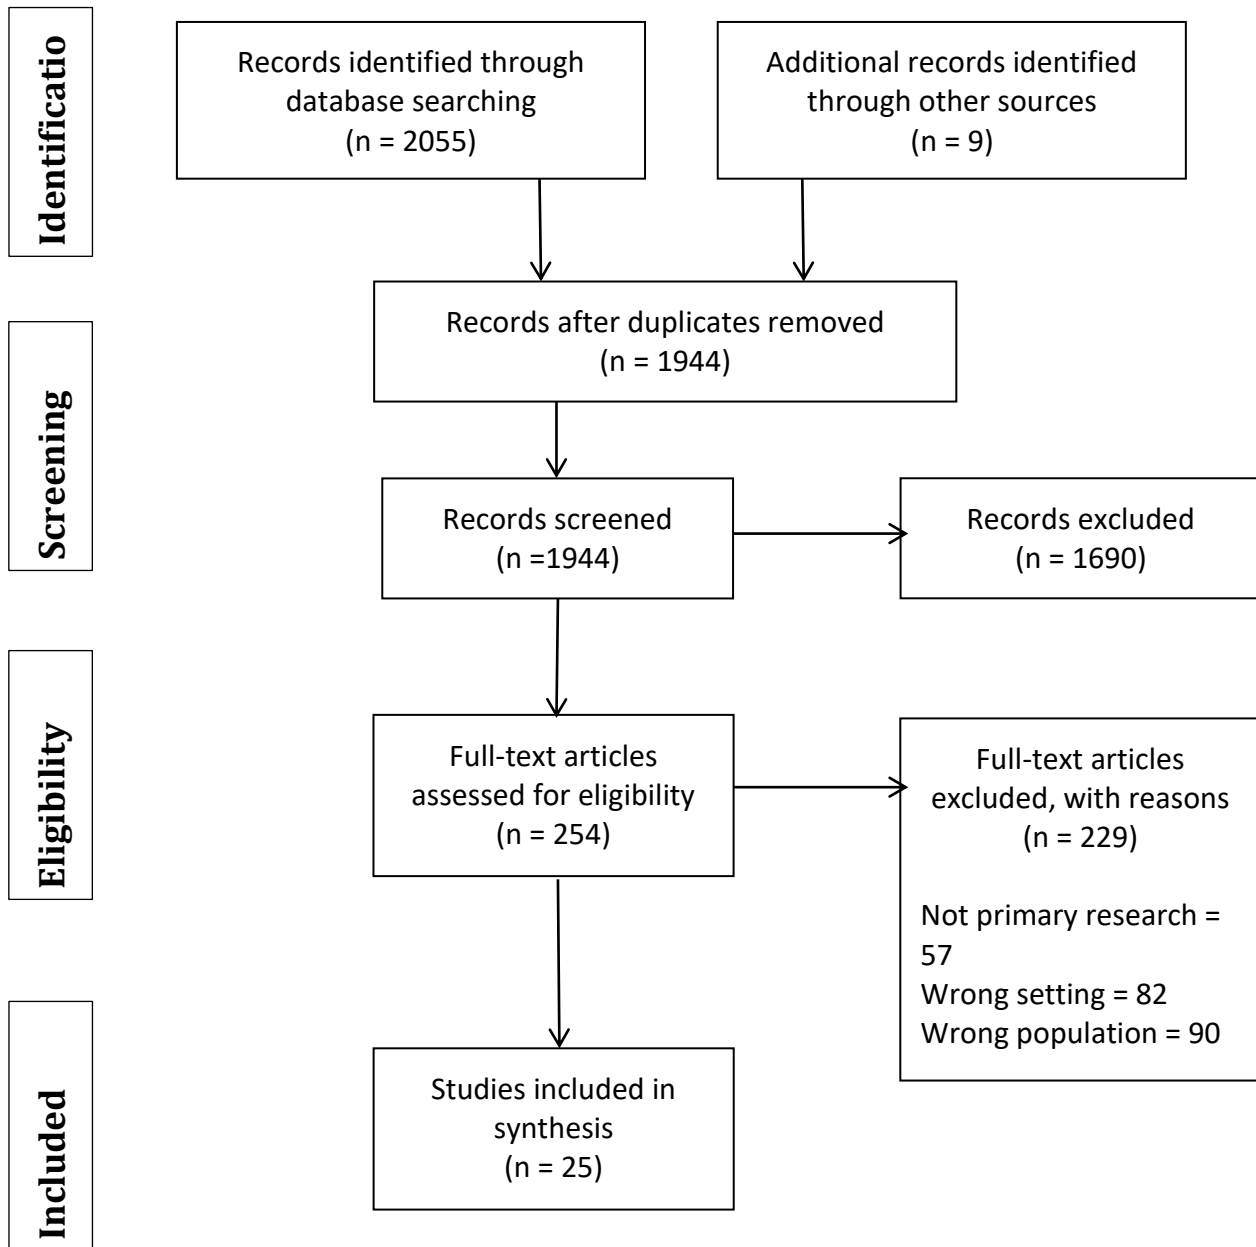 Identificatio
Records identified through
database searching
(n = 2055)
Additional records identified
through other sources
(n = 9)
Records after duplicates removed
(n = 1944)
Screening
Records screened
(n =1944)
Records excluded
(n = 1690)
Eligibility
Full-text articles
assessed for eligibility
(n = 254)
Full-text articles
excluded, with reasons
(n = 229)
Not primary research =
57
Wrong setting = 82
Wrong population = 90
Included
Studies included in
synthesis
(n = 25)